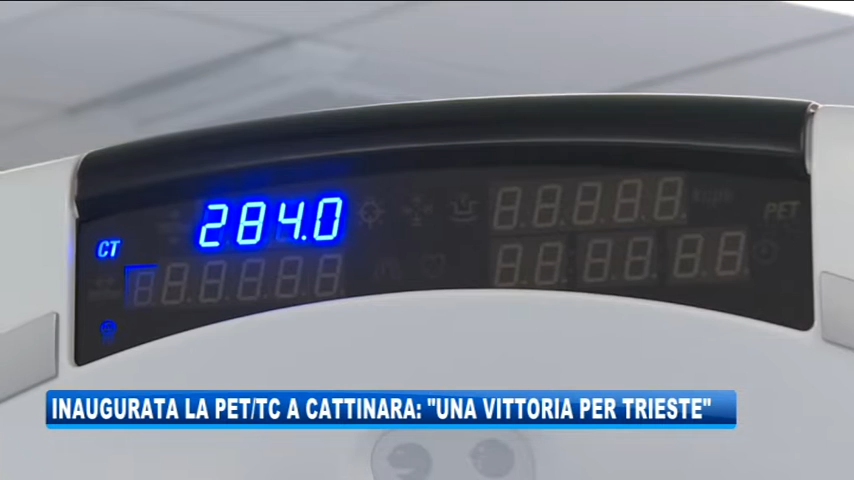 284.0
CT
PET
INAUGURATA LA PET/TC A CATTINARA: "UNA VITTORIA PER TRIESTE"